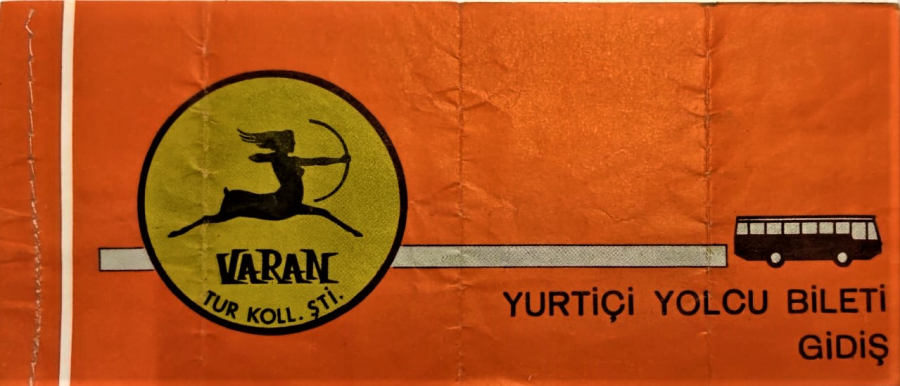 VARAN
TUR KOLL. ŞTİ.
YURTİÇİ YOLCU BİLETİ
GİDİŞ